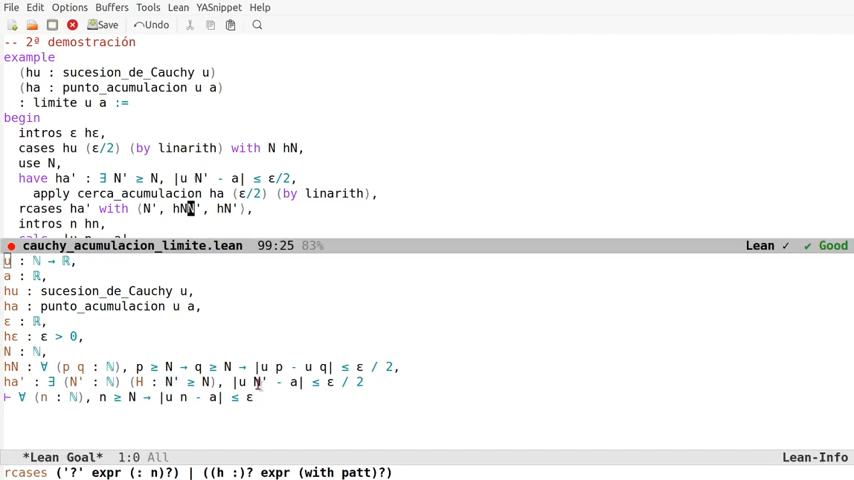 File Edit Options Buffers Tools Lean YASnippet Help
Save Undo
-- 2ª demostración
example
(hu : sucesion_de_Cauchy u)
(ha : punto_acumulacion u a)
: limite u a :=
begin
intros ε hε,
cases hu (ε/2) (by linarith) with N hN,
use N,
have ha' : ∃ N' ≥ N, |u N' - a| ≤ ε/2,
apply cerca_acumulacion ha (ε/2) (by linarith),
rcases ha' with ⟨N', hNN', hN'⟩,
intros n hn,
calc |u n - a|
cauchy_acumulacion_limite.lean 99:25 83% Lean ✓ ✔ Good
u : ℕ → ℝ,
a : ℝ,
hu : sucesion_de_Cauchy u,
ha : punto_acumulacion u a,
ε : ℝ,
hε : ε > 0,
N : ℕ,
hN : ∀ (p q : ℕ), p ≥ N → q ≥ N → |u p - u q| ≤ ε / 2,
ha' : ∃ (N' : ℕ) (H : N' ≥ N), |u N' - a| ≤ ε / 2
⊢ ∀ (n : ℕ), n ≥ N → |u n - a| ≤ ε
*Lean Goal* 1:0 All Lean-Info
rcases ('?' expr (: n)?) | ((h :)? expr (with patt)?)